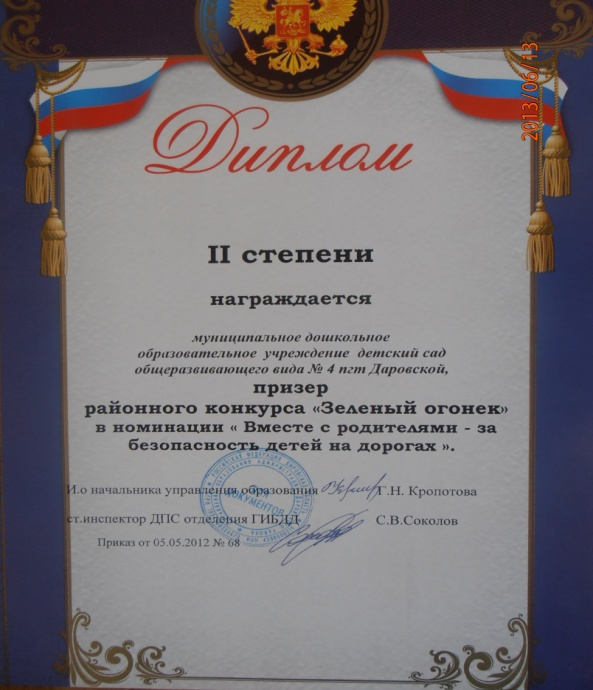 2013/06/13
Диплом
II степени
награждается
муниципальное дошкольное
образовательное учреждение детский сад
общеразвивающего вида № 4 пгт Даровской,
призер
районного конкурса «Зеленый огонек»
в номинации « Вместе с родителями - за
безопасность детей на дорогах ».
И.о начальника управления образования Г.Н. Кропотова
ст.инспектор ДПС отделения ГИБДД С.В.Соколов
Приказ от 05.05.2012 № 68
ДОКУМЕНТОВ